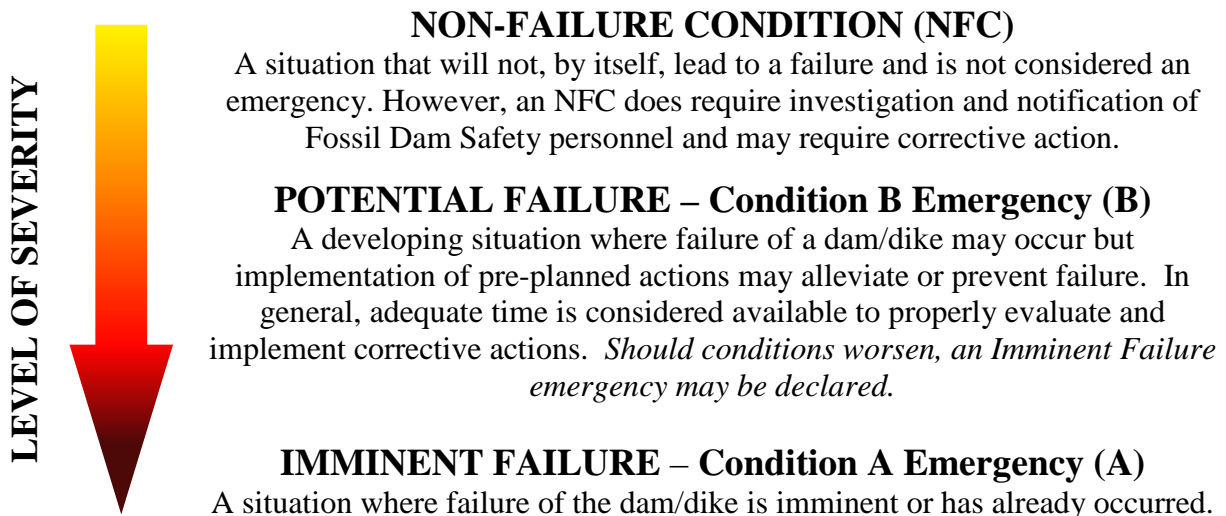 LEVEL OF SEVERITY
NON-FAILURE CONDITION (NFC)
A situation that will not, by itself, lead to a failure and is not considered an
emergency. However, an NFC does require investigation and notification of
Fossil Dam Safety personnel and may require corrective action.
POTENTIAL FAILURE – Condition B Emergency (B)
A developing situation where failure of a dam/dike may occur but
implementation of pre-planned actions may alleviate or prevent failure. In
general, adequate time is considered available to properly evaluate and
implement corrective actions. Should conditions worsen, an Imminent Failure
emergency may be declared.
IMMINENT FAILURE – Condition A Emergency (A)
A situation where failure of the dam/dike is imminent or has already occurred.